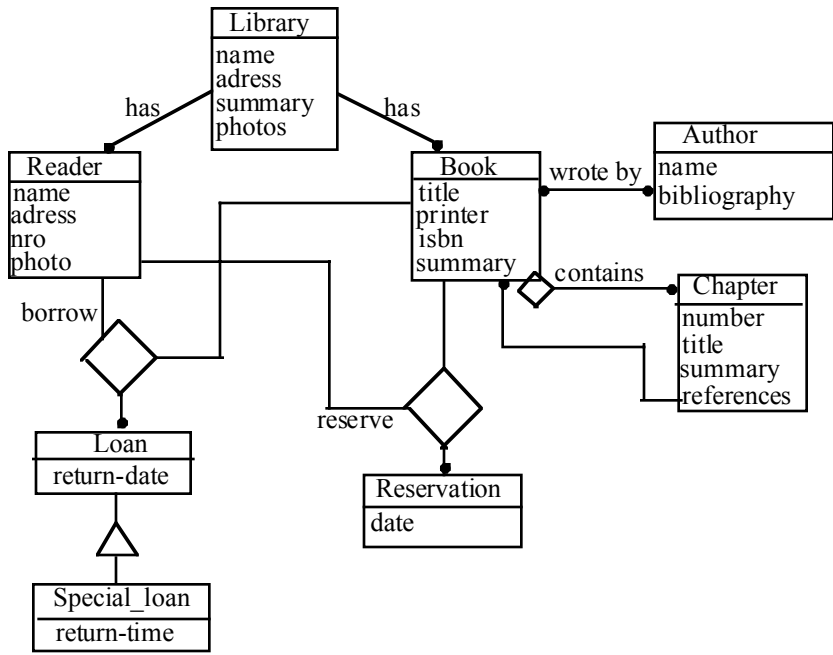 Library
name
adress
summary
photos
has
has
Reader
name
adress
nro
photo
Book
title
printer
isbn
summary
wrote by
Author
name
bibliography
contains
Chapter
number
title
summary
references
borrow
reserve
Loan
return-date
Reservation
date
Special_loan
return-time